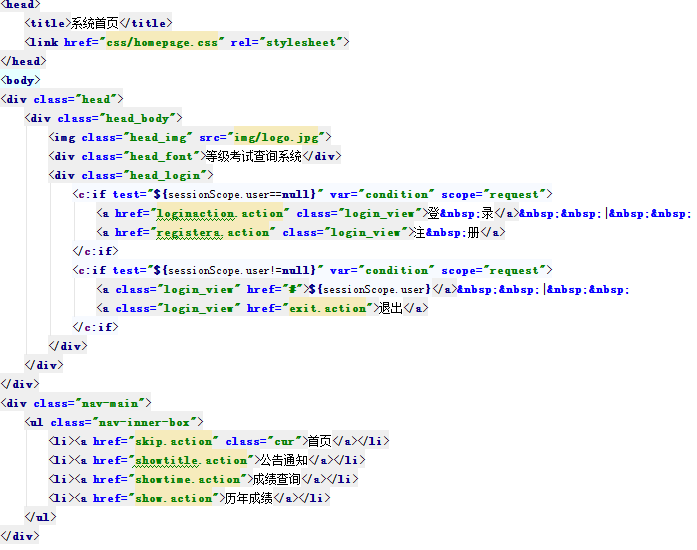 <head>
<title>系统首页</title>
<link href="css/homepage.css" rel="stylesheet">
</head>
<body>
<div class="head">
<div class="head_body">
<img class="head_img" src="img/logo.jpg">
<div class="head_font">等级考试查询系统</div>
<div class="head_login">
<c:if test="${sessionScope.user==null}" var="condition" scope="request">
<a href="loginaction.action" class="login_view">登&nbsp;录</a>&nbsp;&nbsp;|&nbsp;&nbsp;
<a href="registera.action" class="login_view">注&nbsp;册</a>
</c:if>
<c:if test="${sessionScope.user!=null}" var="condition" scope="request">
<a class="login_view" href="#">${sessionScope.user}</a>&nbsp;&nbsp;|&nbsp;&nbsp;
<a class="login_view" href="exit.action">退出</a>
</c:if>
</div>
</div>
</div>
<div class="nav-main">
<ul class="nav-inner-box">
<li><a href="skip.action" class="cur">首页</a></li>
<li><a href="showtitle.action">公告通知</a></li>
<li><a href="showtime.action">成绩查询</a></li>
<li><a href="show.action">历年成绩</a></li>
</ul>
</div>